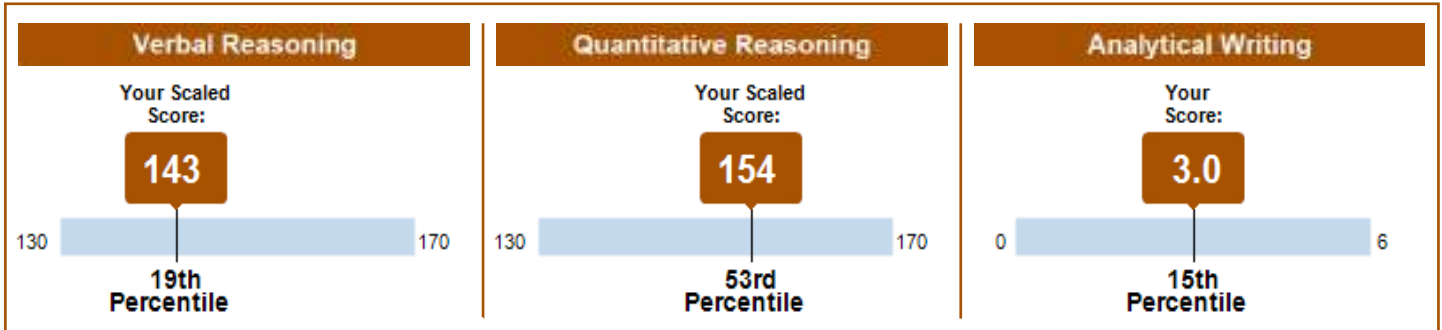 Verbal Reasoning
Your Scaled
Score:
143
130
170
19th
Percentile
Quantitative Reasoning
Your Scaled
Score:
154
130
170
53rd
Percentile
Analytical Writing
Your
Score:
3.0
0
6
15th
Percentile